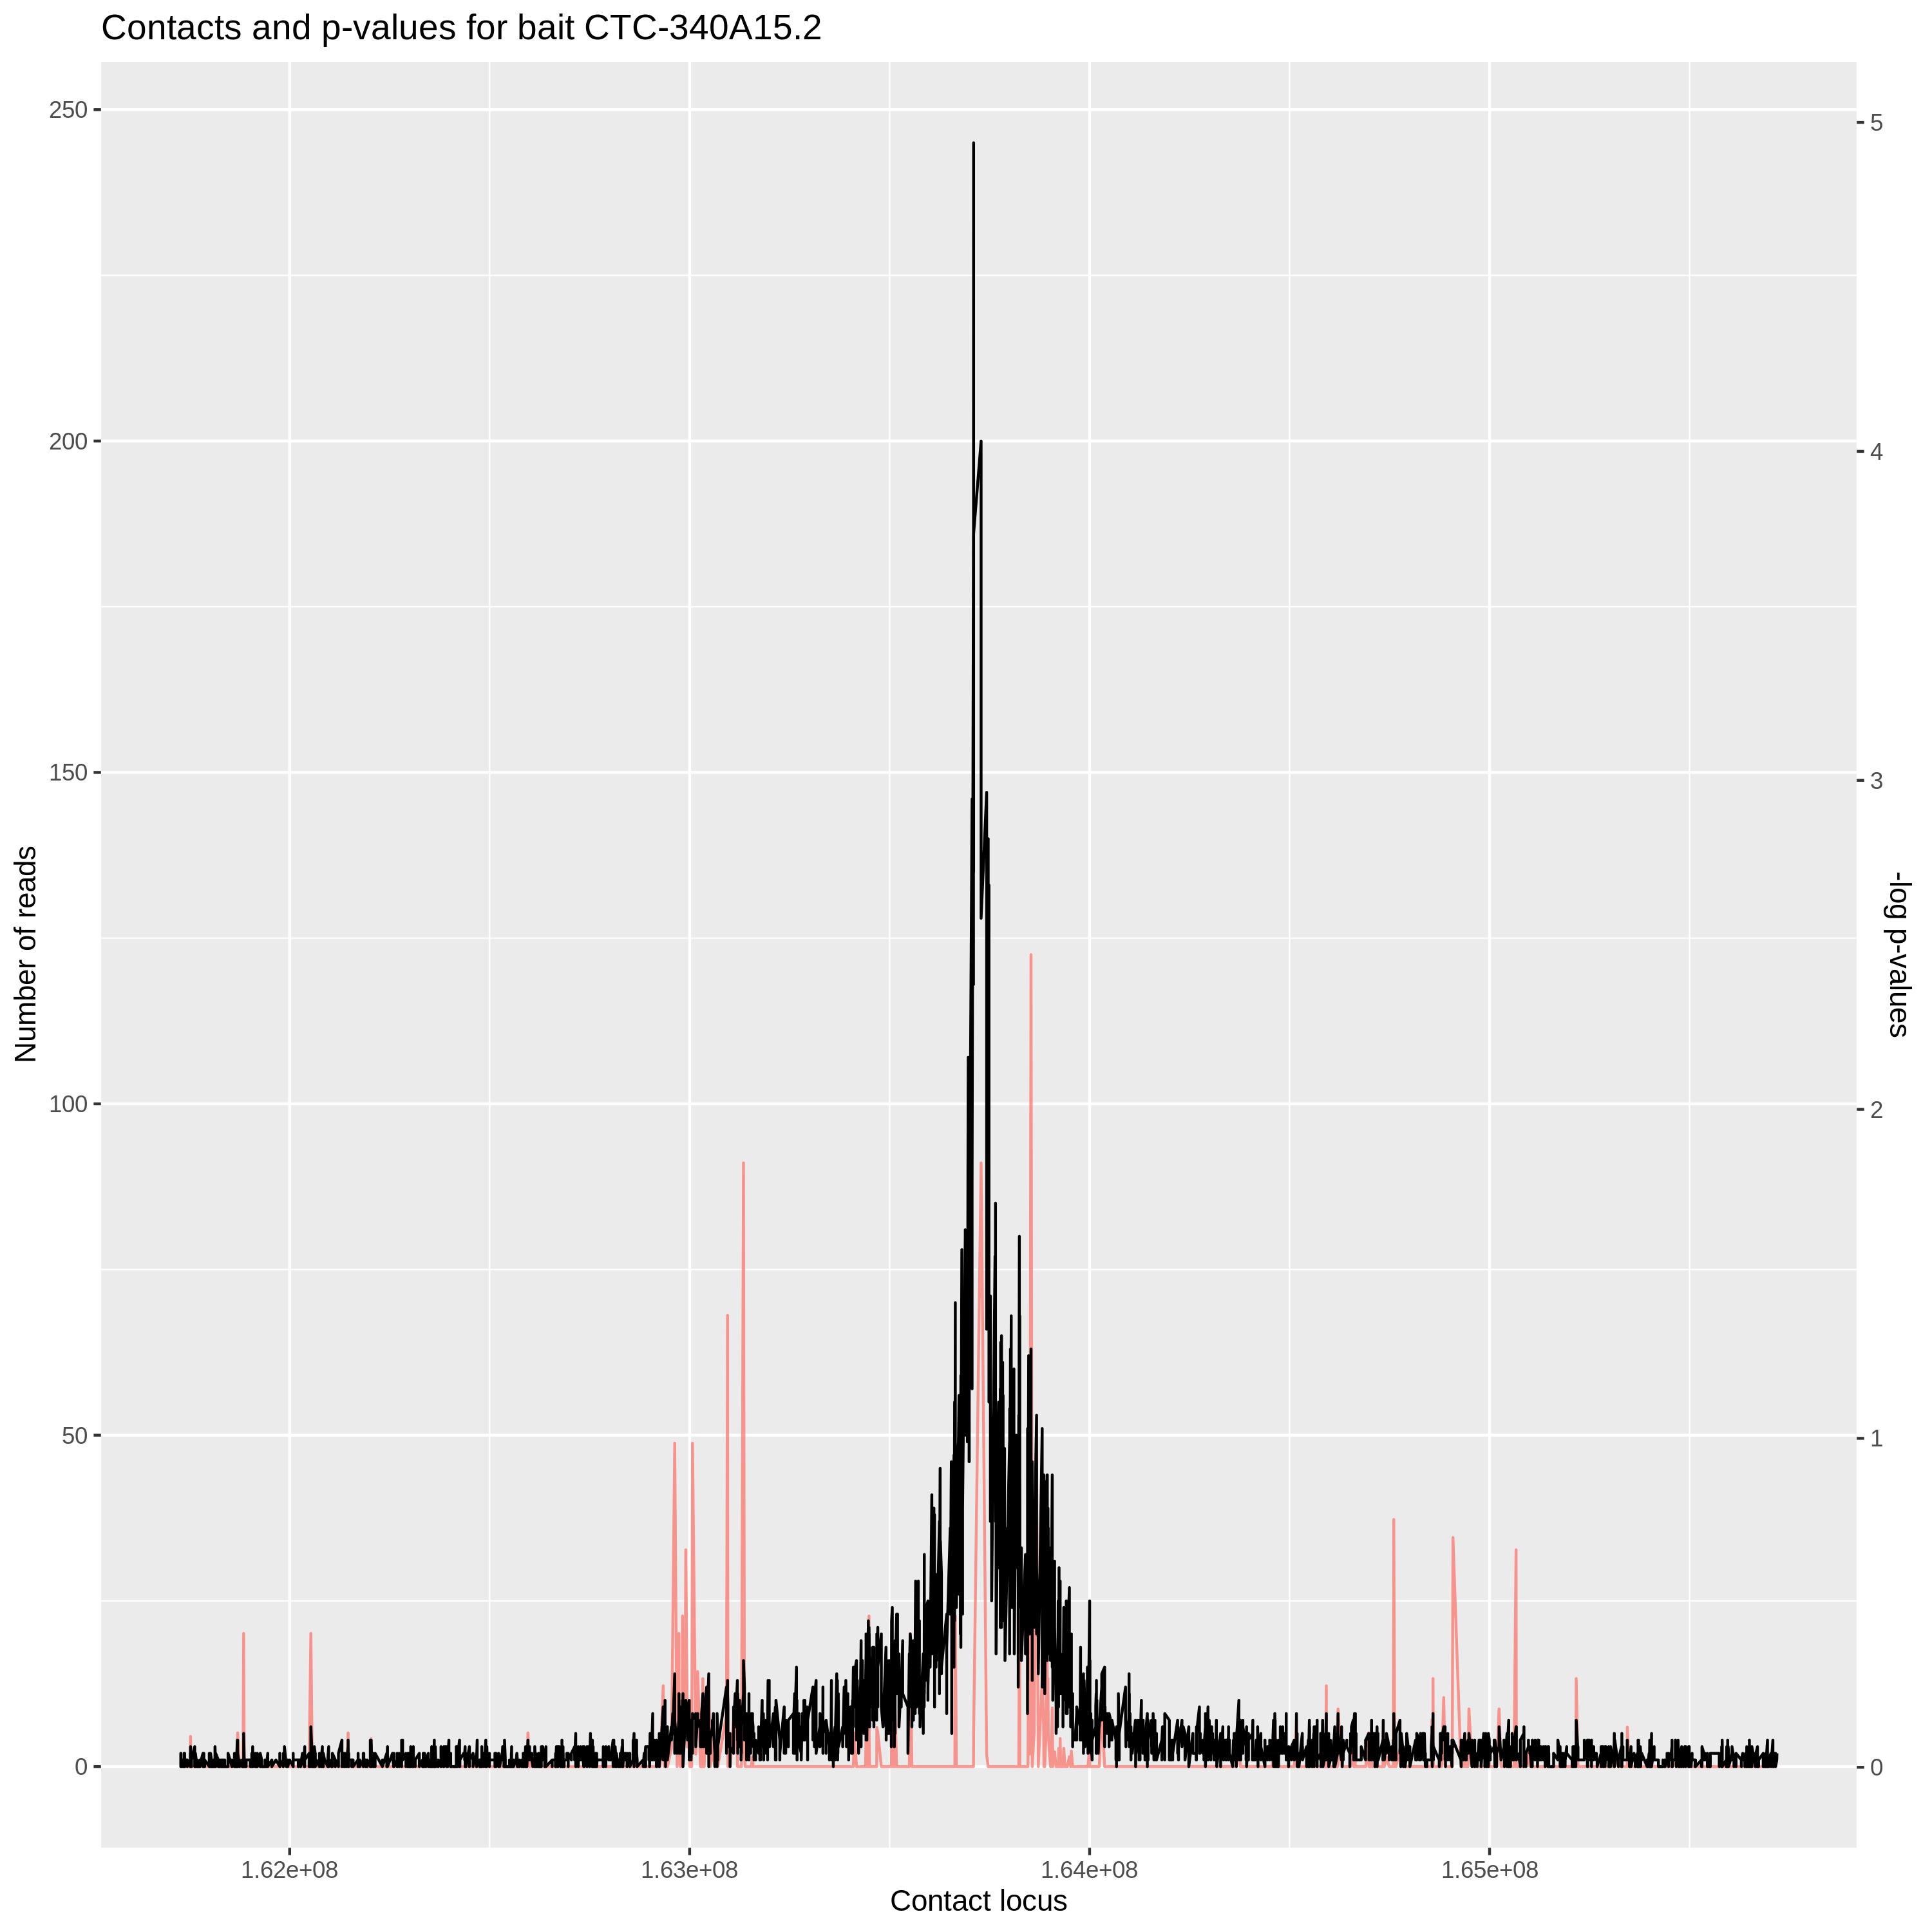 Contacts and p-values for bait CTC-340A15.2
250
200
150
100
50
0
Number of reads
5
4
3
2
1
0
-log p-values
1.62e+08
1.63e+08
1.64e+08
1.65e+08
Contact locus